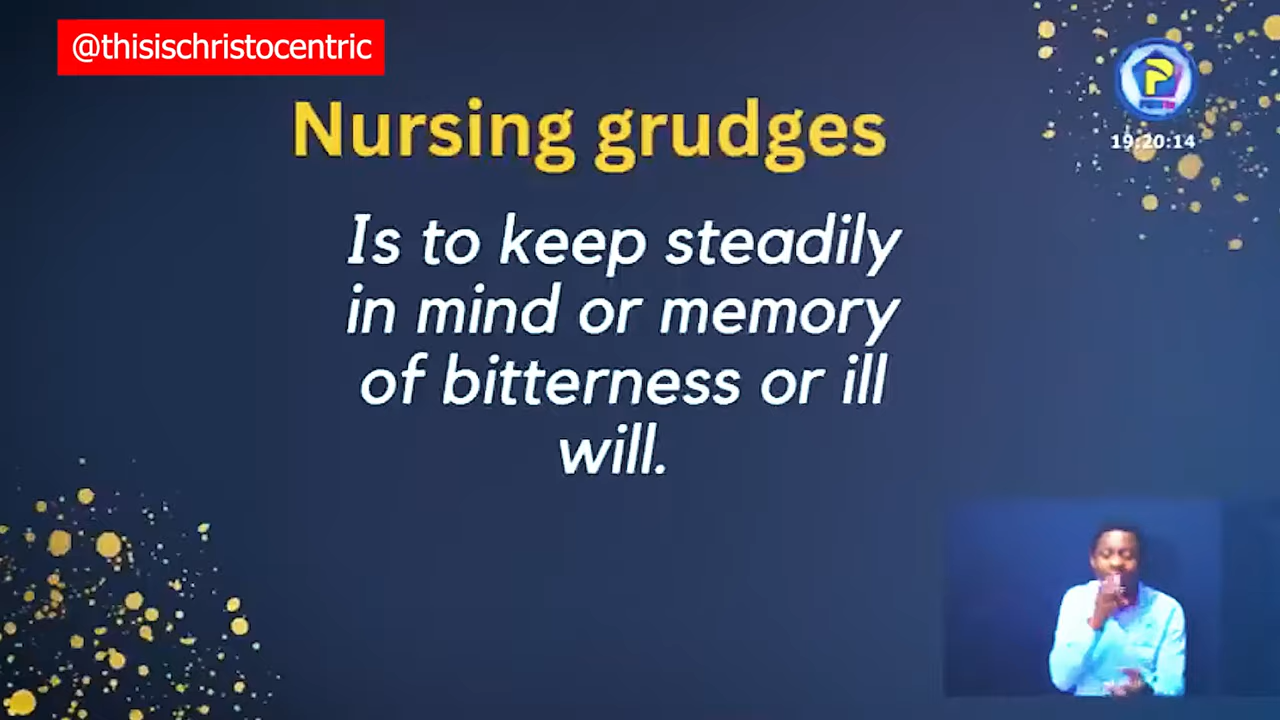 @thisischristocentric
P
19:20:14
Nursing grudges
Is to keep steadily
in mind or memory
of bitterness or ill
will.